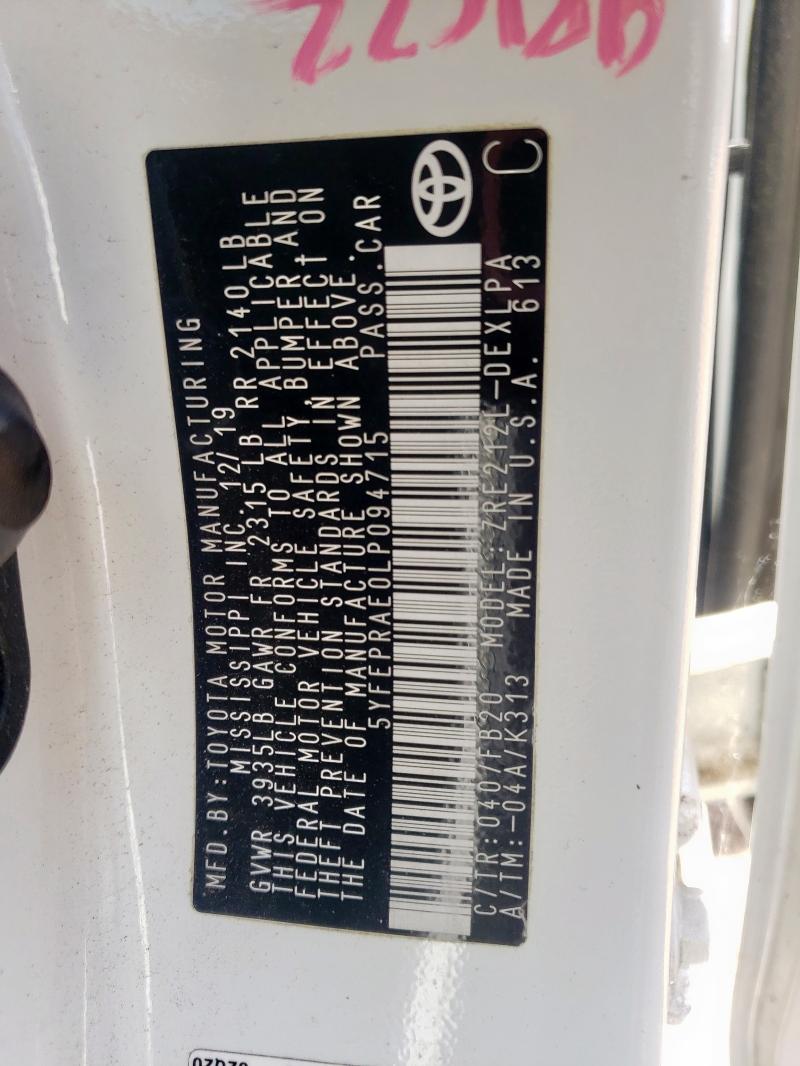 MFD.BY:TOYOTA MOTOR MANUFACTURING
MISSISSIPPI INC 12/19
GVWR 3935LB GAWR FR 2315 LB RR 2140LB
THIS VEHICLE CONFORMS TO ALL APPLICABLE
FEDERAL MOTOR VEHICLE SAFETY, BUMPER AND
THEFT PREVENTION STANDARDS IN EFFECT ON
THE DATE OF MANUFACTURE SHOWN ABOVE.
5YFEPRAE0LP094715 PASS.CAR
C/TR:040/FB20 MODEL:ZRE212L-DEXLPA
A/TM:-04A/K313 MADE IN U.S.A. 613
C